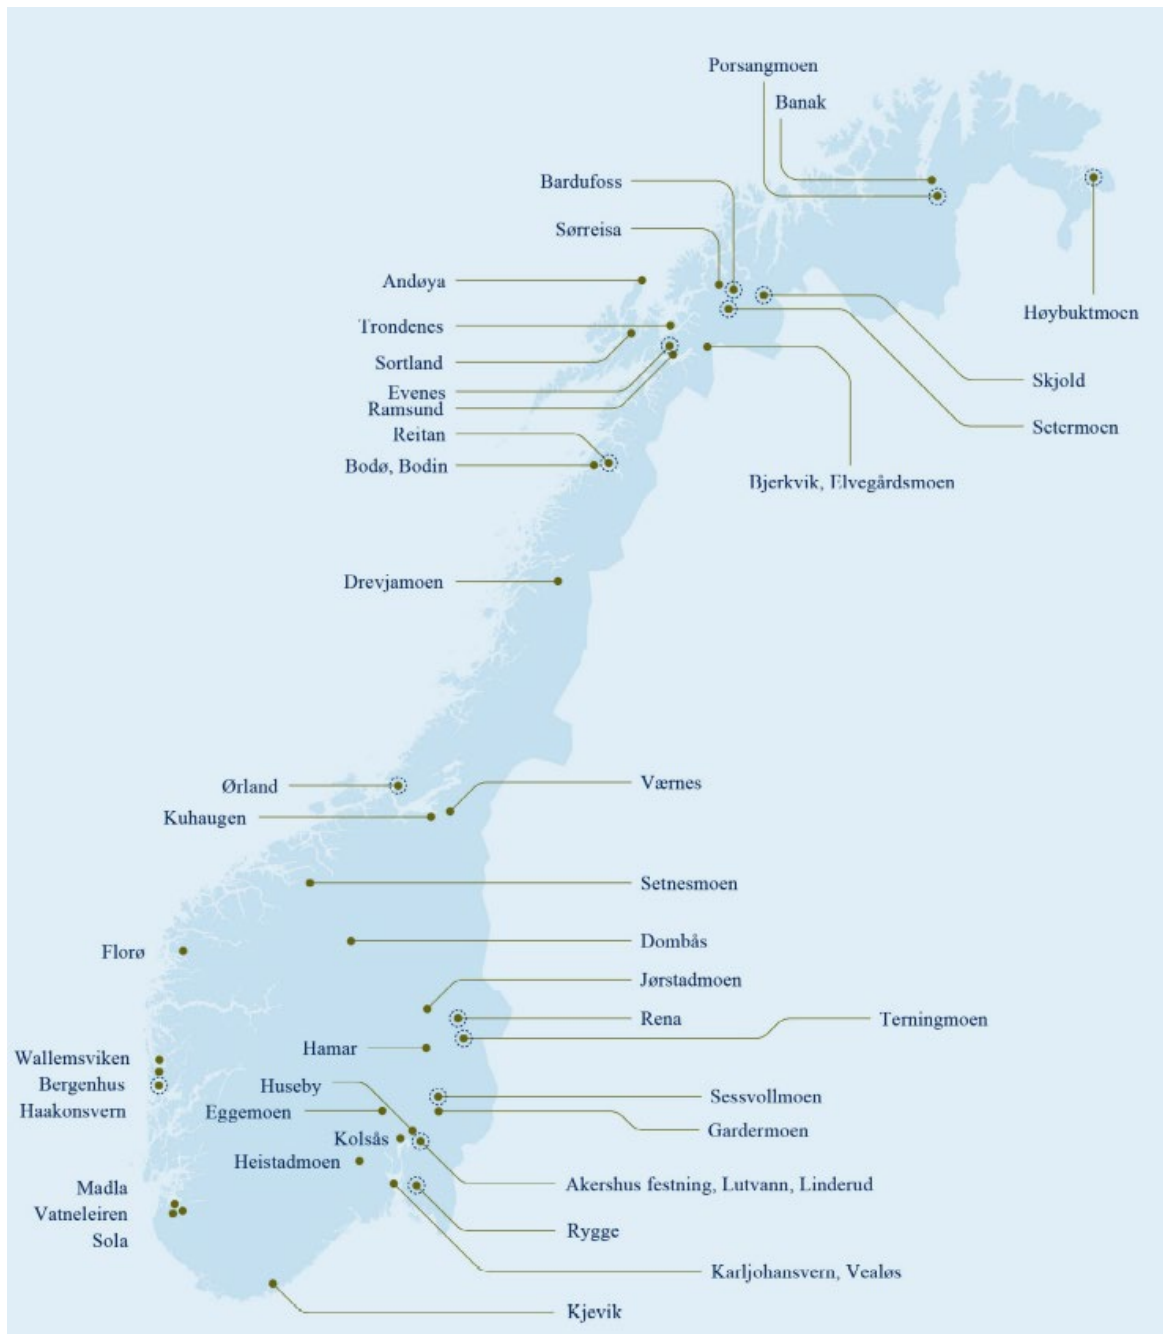 Porsangmoen
Banak
Bardufoss
Sørreisa
Andøya
Høybuktmoen
Trondenes
Sortland
Skjold
Evenes
Ramsund
Setermoen
Reitan
Bodø, Bodin
Bjerkvik, Elvegårdsmoen
Drevjamoen
Ørland
Værnes
Kuhaugen
Setnesmoen
Dombås
Florø
Jørstadmoen
Rena
Terningmoen
Hamar
Wallemsviken
Bergenhus
Haakonsvern
Huseby
Sessvollmoen
Eggemoen
Gardermoen
Kolsås
Heistadmoen
Akershus festning, Lutvann, Linderud
Madla
Vatneleiren
Sola
Rygge
Karljohansvern, Vealøs
Kjevik